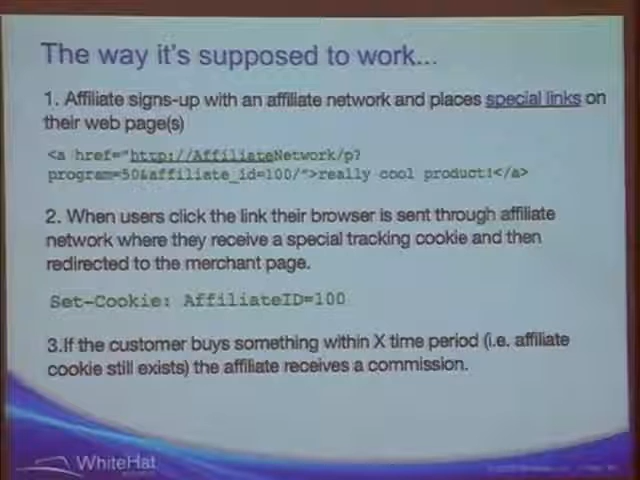 The way it's supposed to work...
1. Affiliate signs-up with an affiliate network and places special links on
their web page(s)
<a href="http://AffiliateNetwork/p?
program=50&affiliate_id=100/">really cool product!</a>
2. When users click the link their browser is sent through affiliate
network where they receive a special tracking cookie and then
redirected to the merchant page.
Set-Cookie: AffiliateID=100
3.If the customer buys something within X time period (i.e. affiliate
cookie still exists) the affiliate receives a commission.
WhiteHat